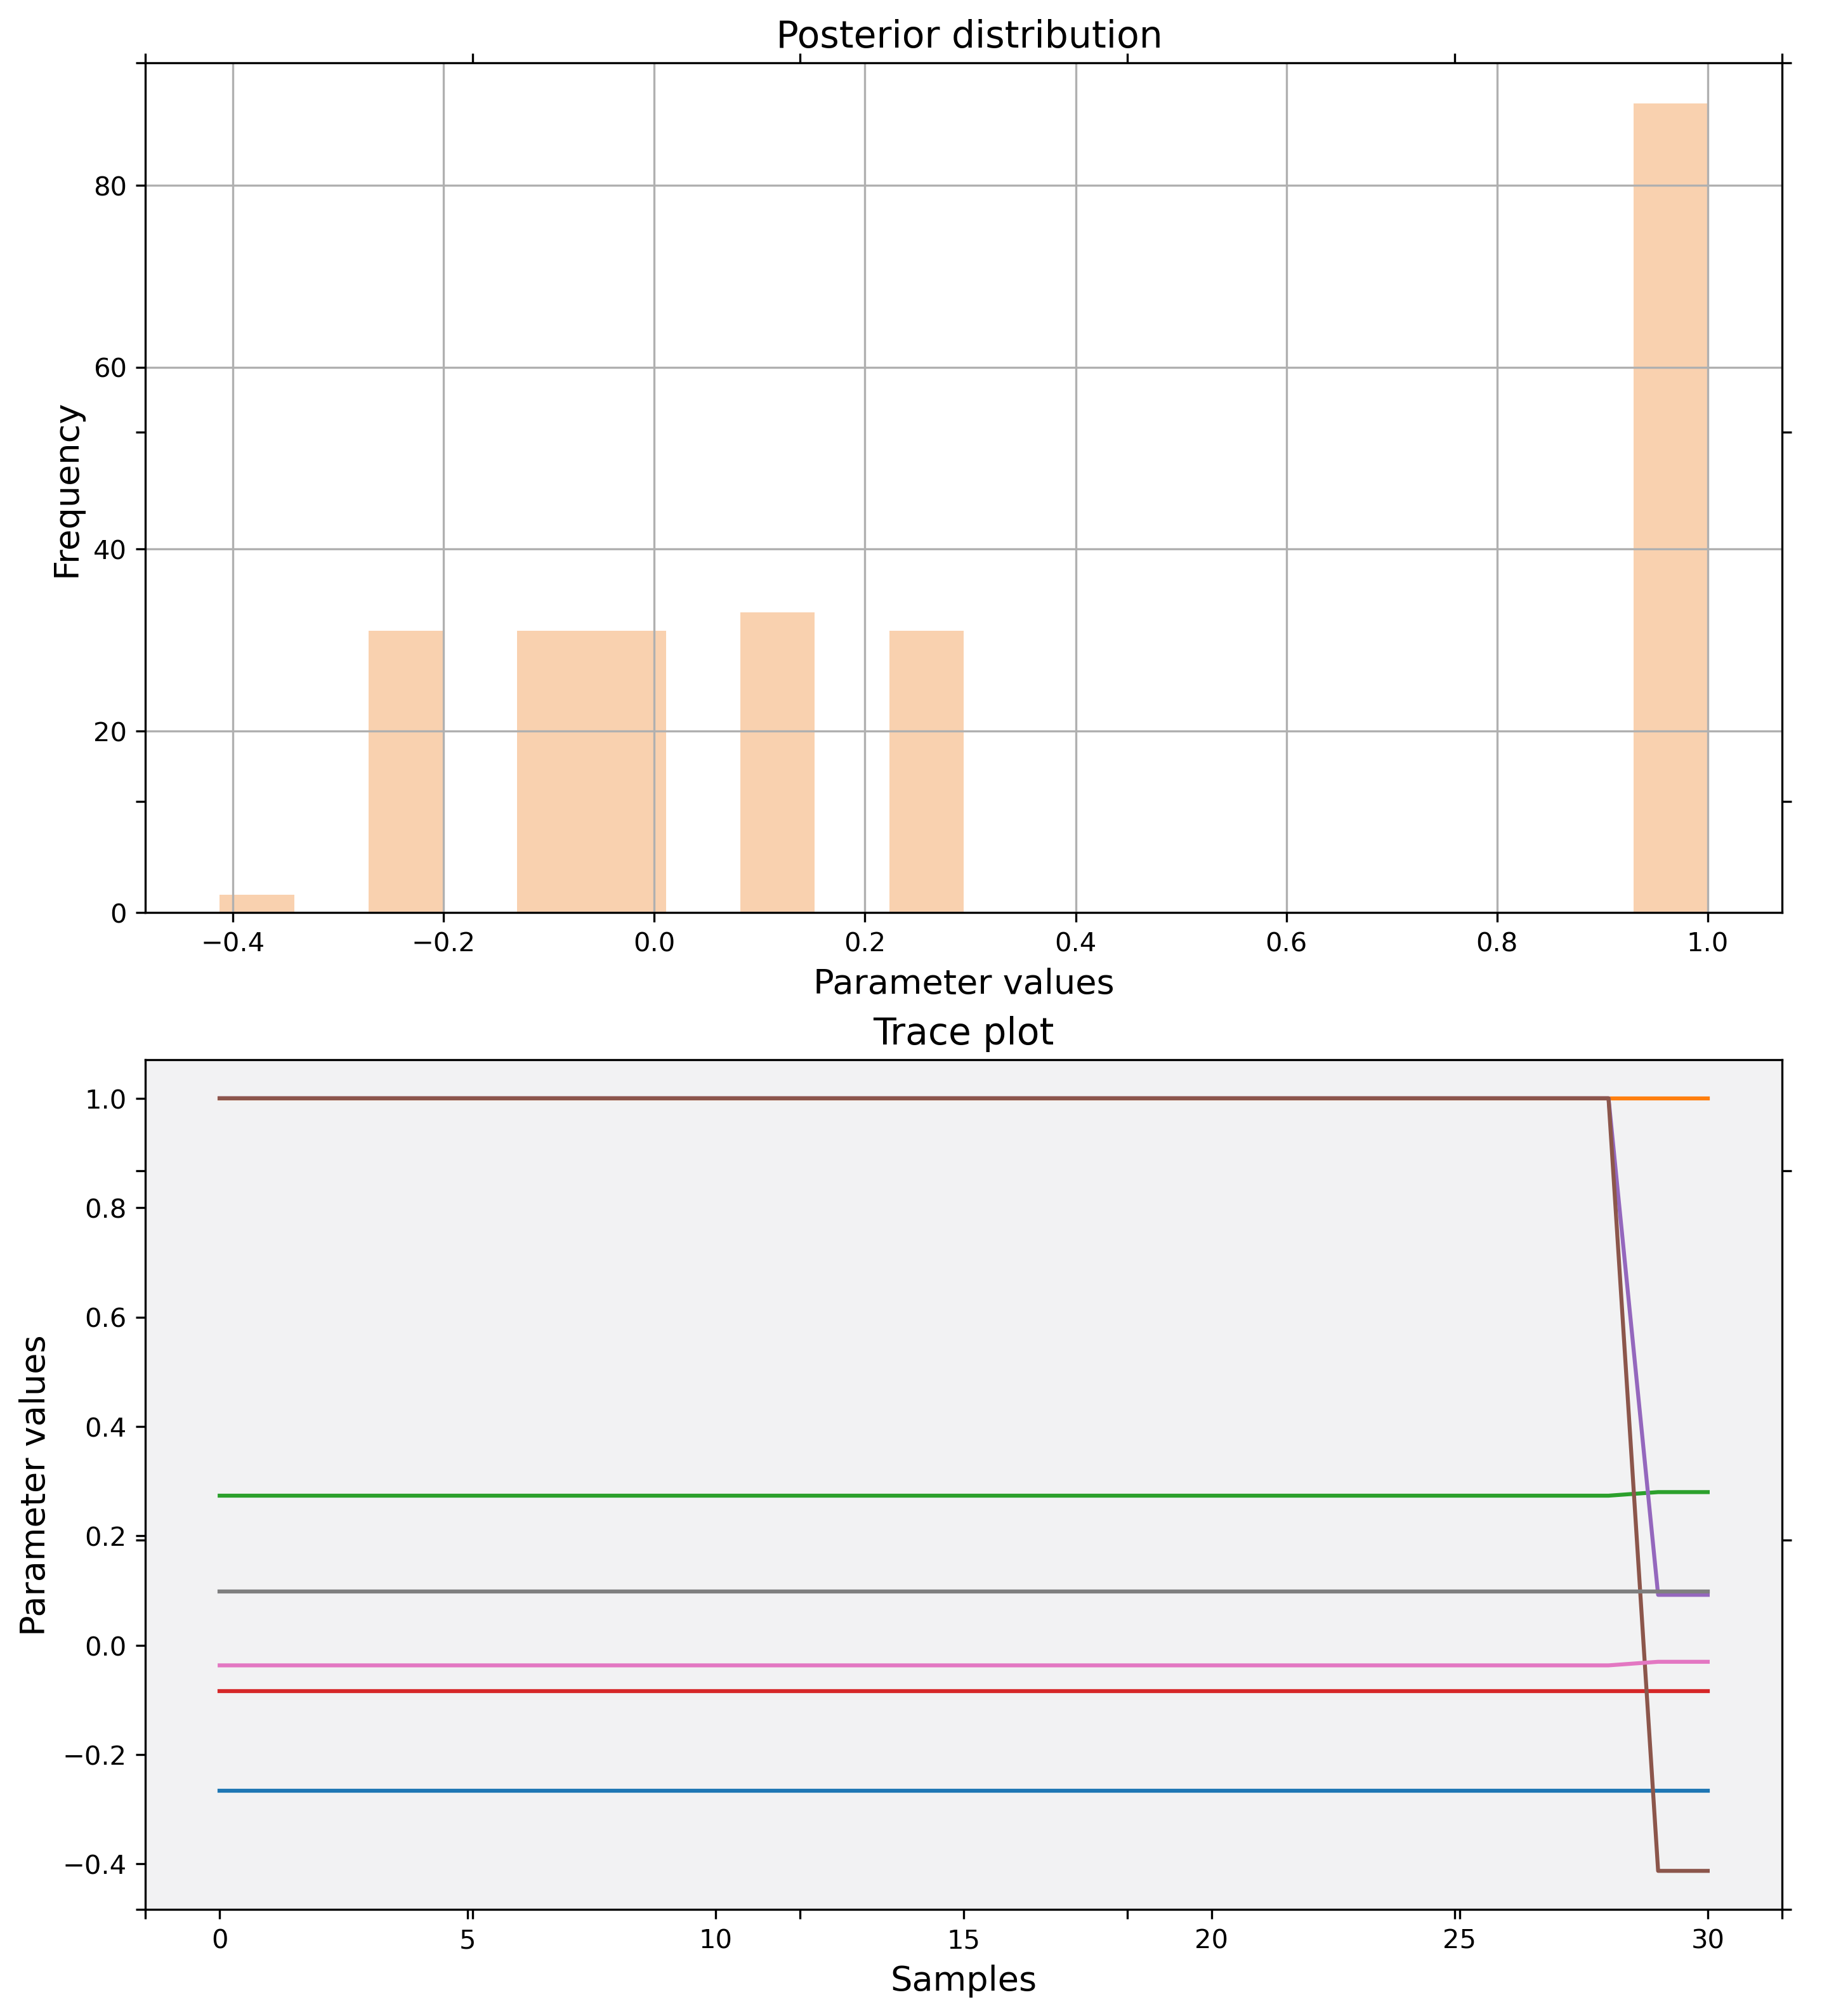 Posterior distribution
Frequency
80
60
40
20
0
−0.4 −0.2 0.0 0.2 0.4 0.6 0.8 1.0
Parameter values
Trace plot
Parameter values
1.0
0.8
0.6
0.4
0.2
0.0
−0.2
−0.4
0 5 10 15 20 25 30
Samples